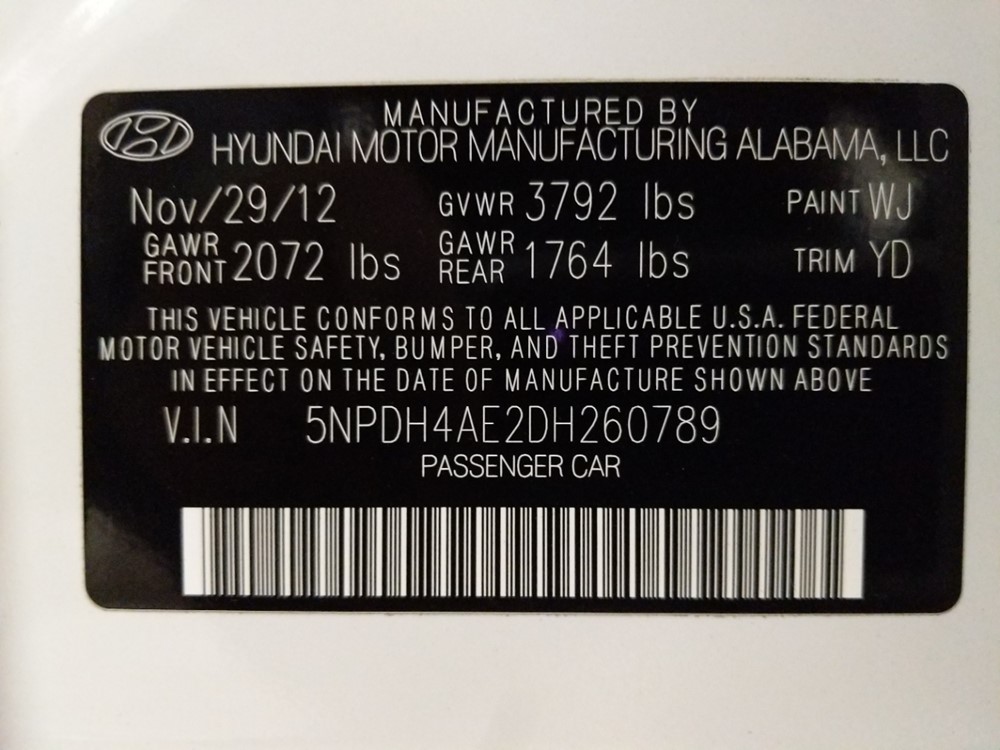 MANUFACTURED BY
HYUNDAI MOTOR MANUFACTURING ALABAMA, LLC
Nov/29/12 GVWR 3792 lbs PAINT WJ
GAWR FRONT 2072 lbs GAWR REAR 1764 lbs TRIM YD
THIS VEHICLE CONFORMS TO ALL APPLICABLE U.S.A. FEDERAL
MOTOR VEHICLE SAFETY, BUMPER, AND THEFT PREVENTION STANDARDS
IN EFFECT ON THE DATE OF MANUFACTURE SHOWN ABOVE
V.I.N 5NPDH4AE2DH260789
PASSENGER CAR